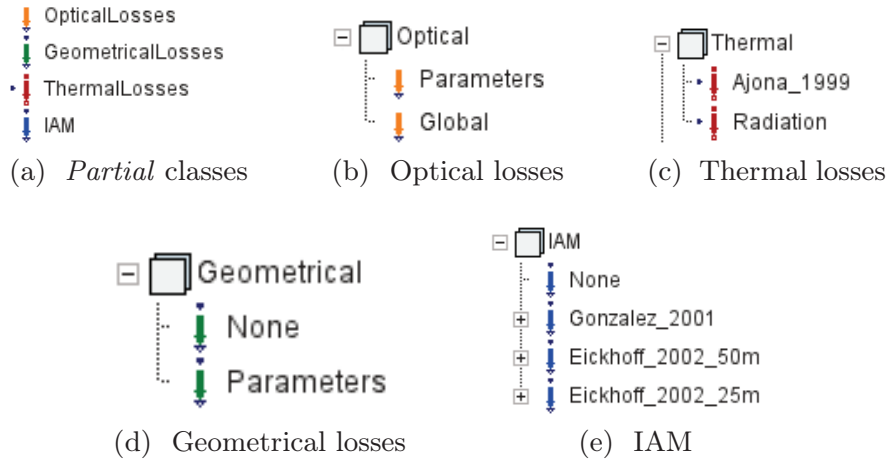 OpticalLosses
GeometricalLosses
ThermalLosses
IAM
(a) Partial classes
Optical
Parameters
Global
(b) Optical losses
Thermal
Ajona_1999
Radiation
(c) Thermal losses
Geometrical
None
Parameters
(d) Geometrical losses
IAM
None
Gonzalez_2001
Eickhoff_2002_50m
Eickhoff_2002_25m
(e) IAM